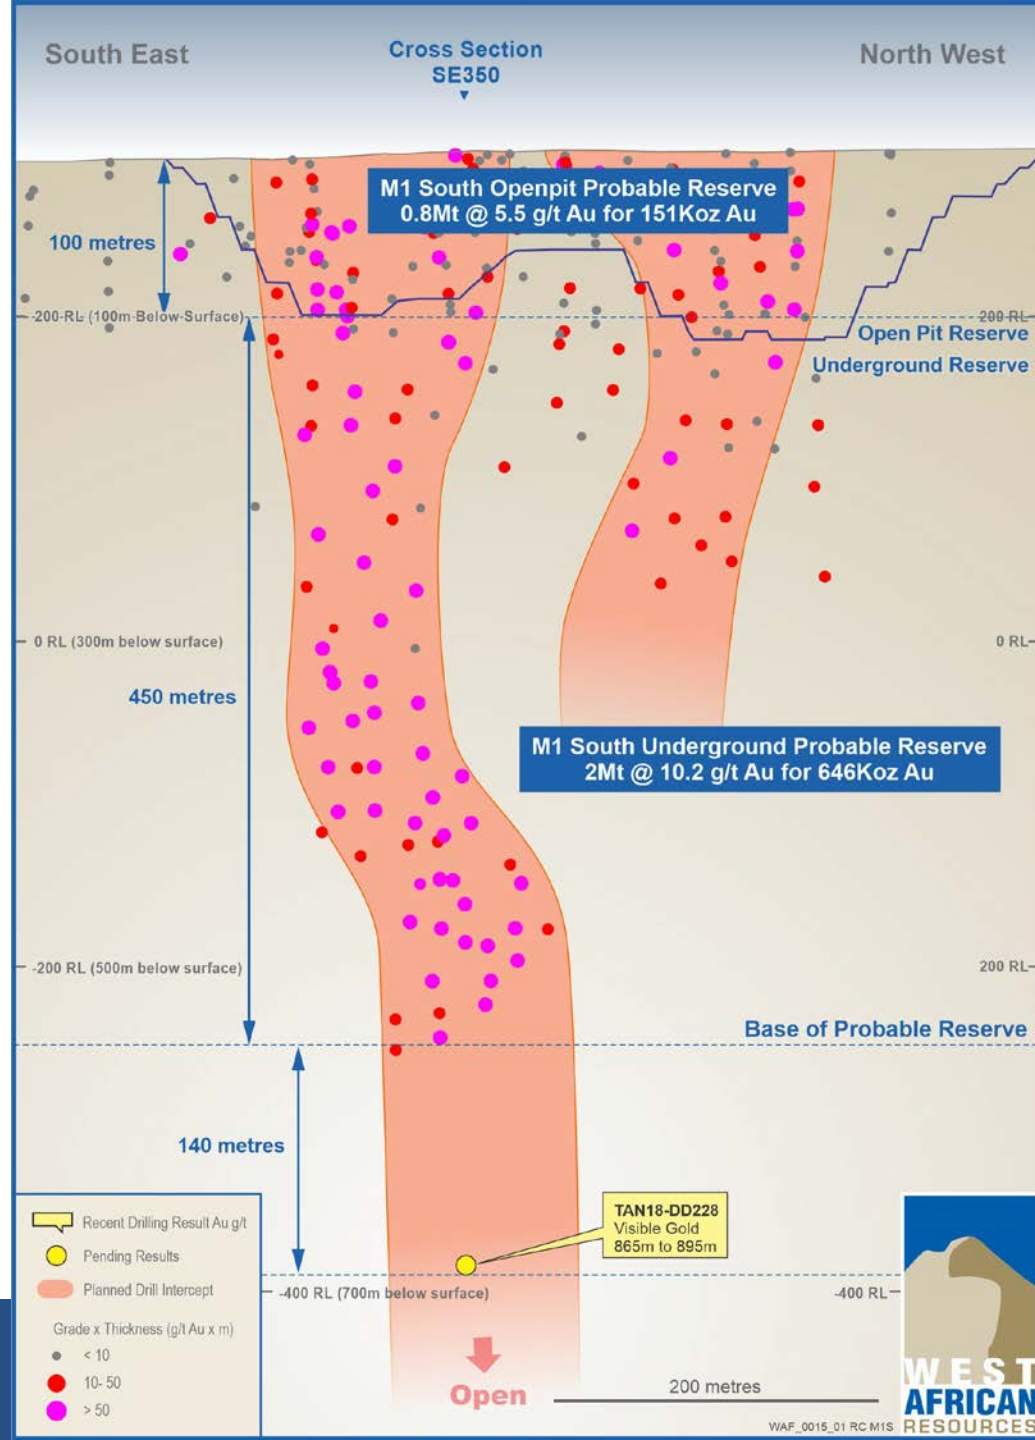 South East
Cross Section
SE350
North West
M1 South Openpit Probable Reserve
0.8Mt @ 5.5 g/t Au for 151Koz Au
100 metres
200 RL (100m Below Surface)
200 RL
Open Pit Reserve
Underground Reserve
0 RL (300m below surface)
0 RL
450 metres
M1 South Underground Probable Reserve
2Mt @ 10.2 g/t Au for 646Koz Au
-200 RL (500m below surface)
200 RL
Base of Probable Reserve
140 metres
TAN18-DD228
Visible Gold
865m to 895m
Recent Drilling Result Au g/t
Pending Results
Planned Drill Intercept
Grade x Thickness (g/t Au x m)
< 10
10- 50
> 50
-400 RL (700m below surface)
-400 RL
Open
200 metres
WAF_0015_01 RC M1S
WEST
AFRICAN
RESOURCES